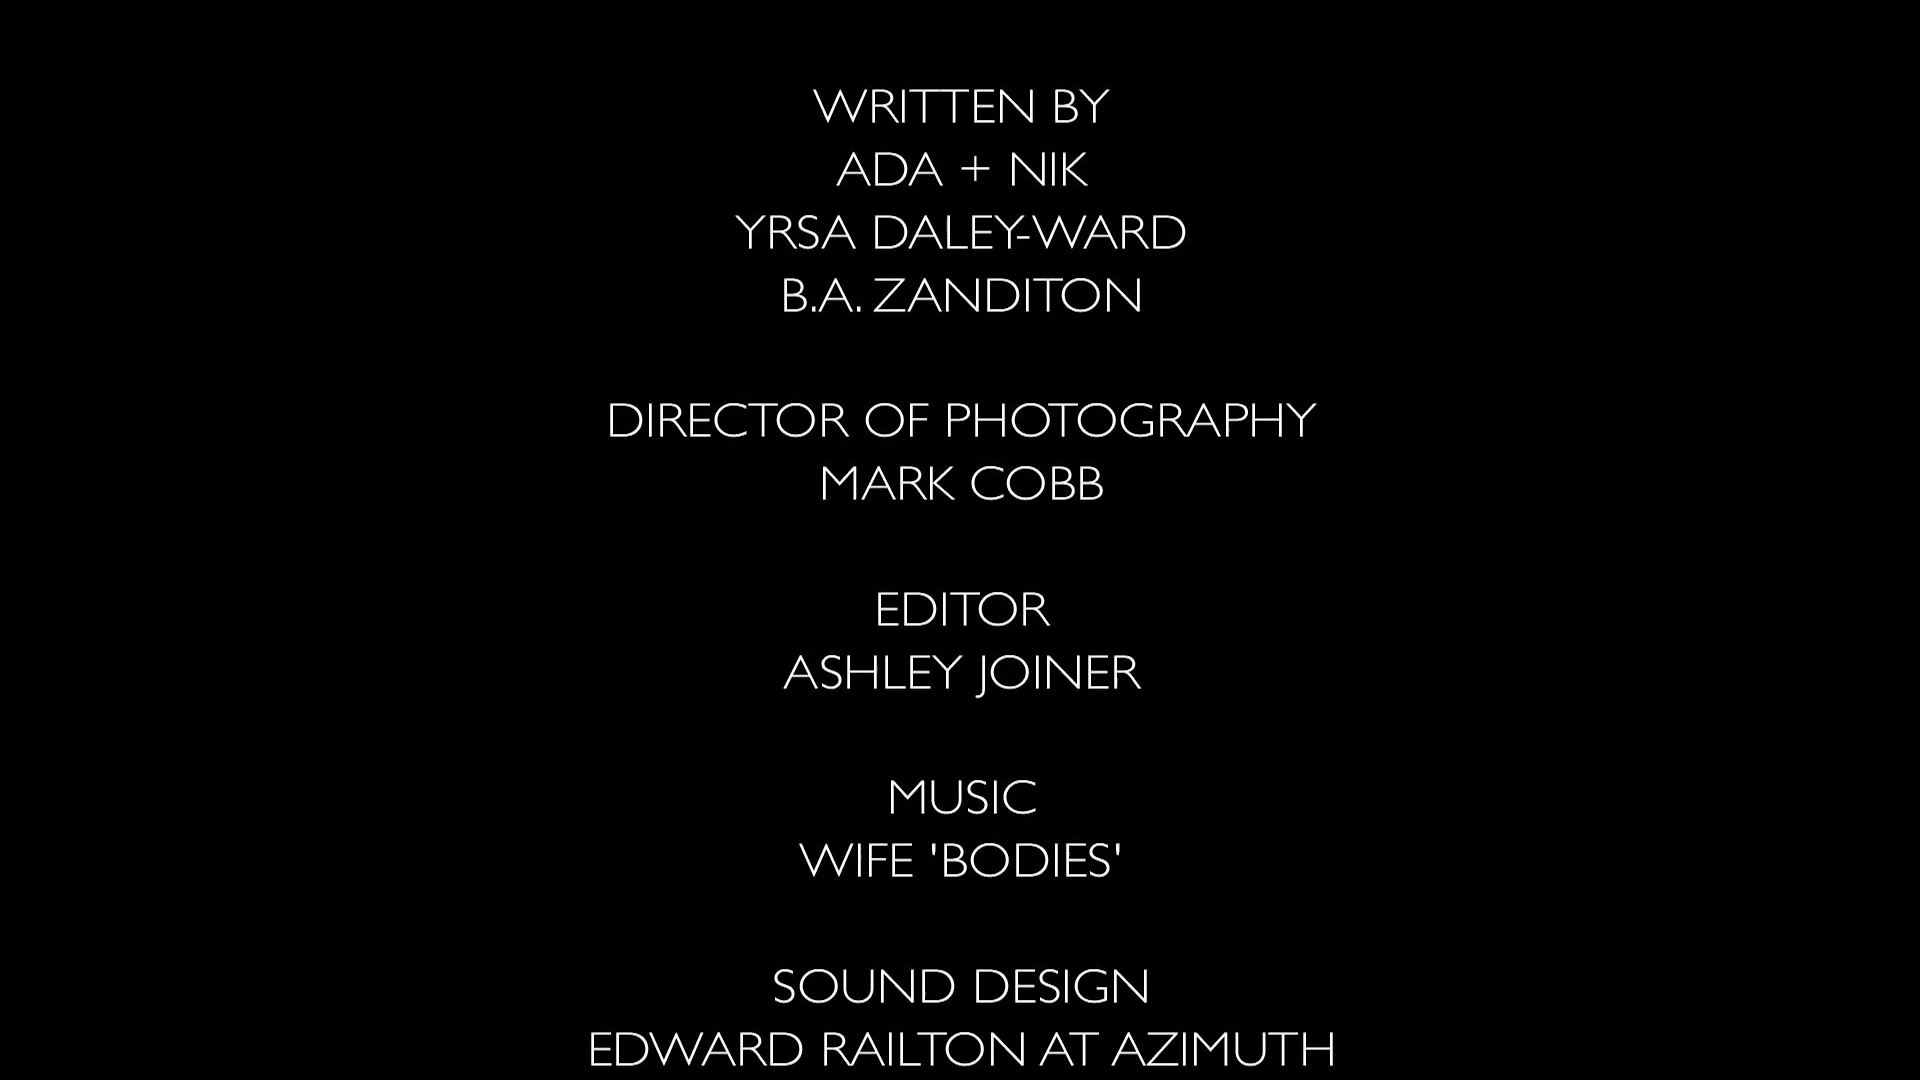 WRITTEN BY
ADA + NIK
YRSA DALEY-WARD
B.A. ZANDITON
DIRECTOR OF PHOTOGRAPHY
MARK COBB
EDITOR
ASHLEY JOINER
MUSIC
WIFE 'BODIES'
SOUND DESIGN
EDWARD RAILTON AT AZIMUTH